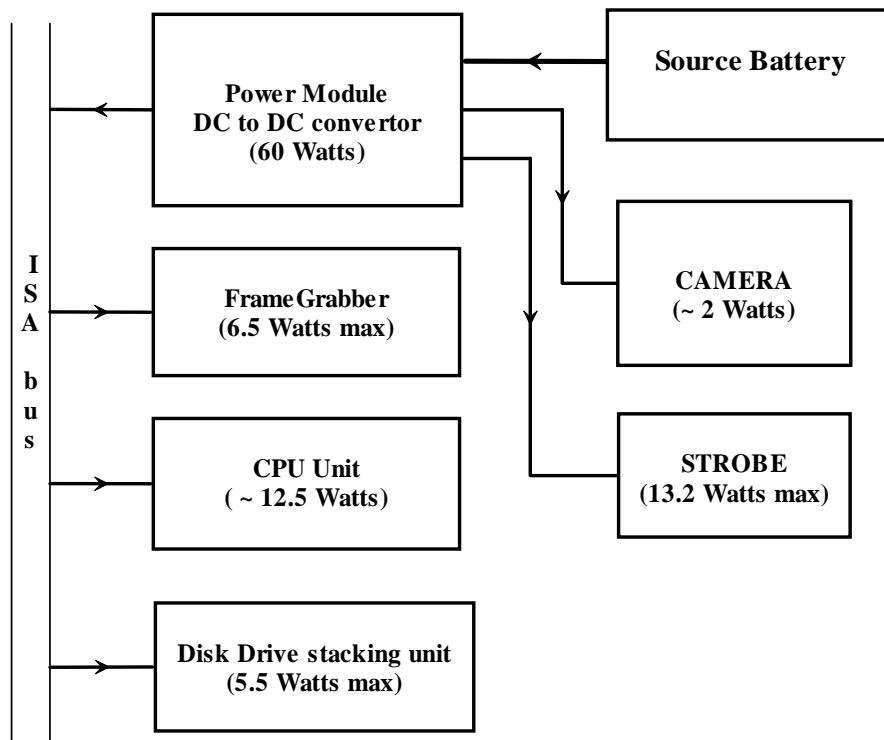 Power Module
DC to DC convertor
(60 Watts)
Source Battery
I
S
A
b
u
s
FrameGrabber
(6.5 Watts max)
CAMERA
(~ 2 Watts)
CPU Unit
( ~ 12.5 Watts)
STROBE
(13.2 Watts max)
Disk Drive stacking unit
(5.5 Watts max)